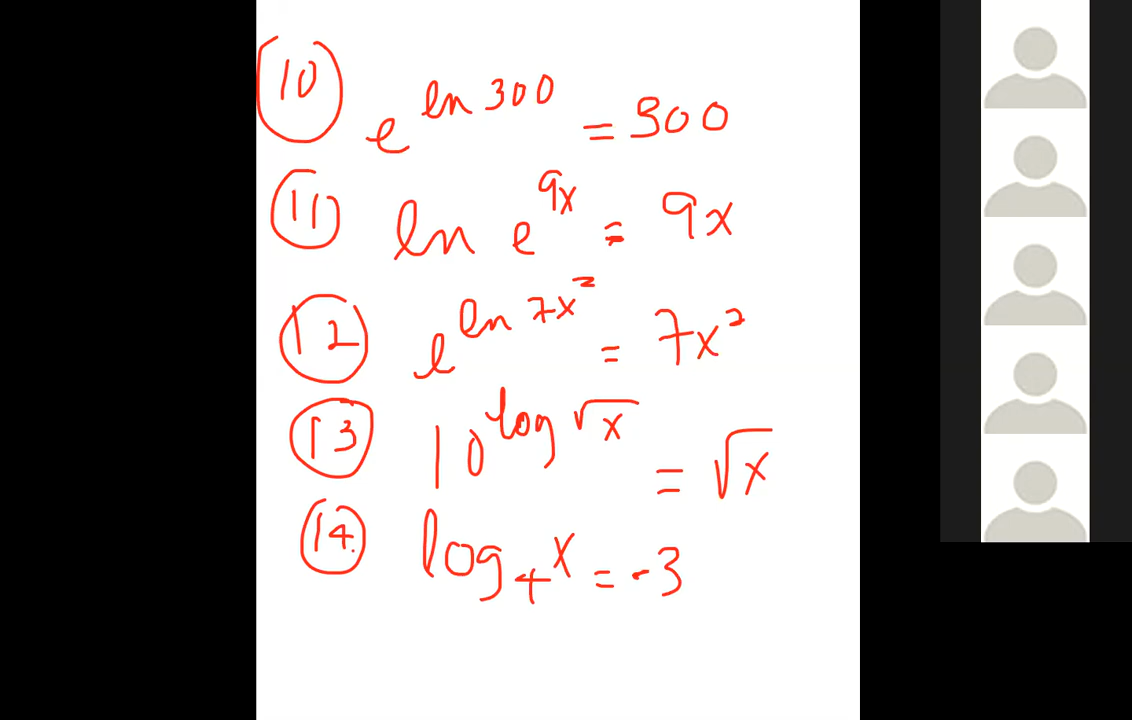 10 e^{ln 300} = 300
11 ln e^{9x} = 9x
12 e^{ln 7x²} = 7x²
13 10^{log √x} = √x
14. log₄ x = -3